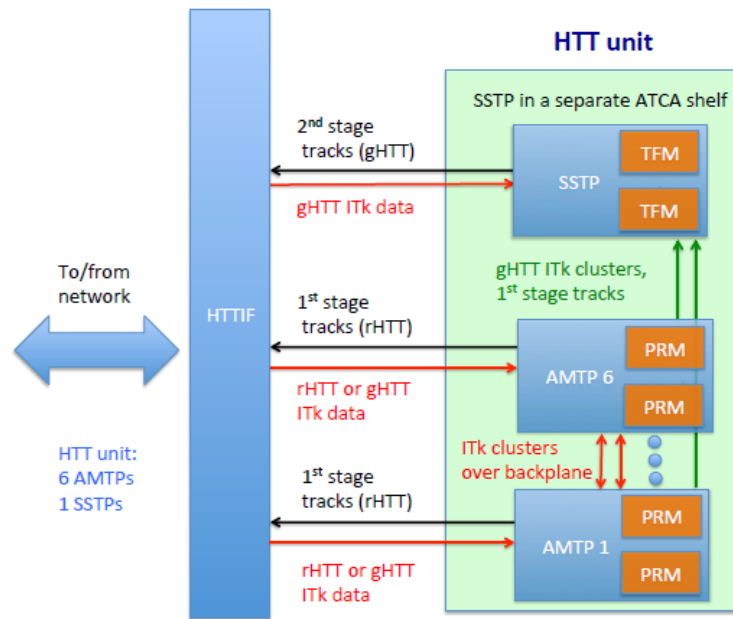 HTT unit
SSTP in a separate ATCA shelf
2nd stage
tracks (gHTT)
TFM
SSTP
TFM
gHTT ITk data
gHTT ITk clusters,
1st stage tracks
To/from
network
HTTIF
1st stage
tracks (rHTT)
PRM
AMTP 6
PRM
rHTT or gHTT
ITk data
ITk clusters
over backplane
HTT unit:
6 AMTPs
1 SSTPs
1st stage
tracks (rHTT)
PRM
AMTP 1
PRM
rHTT or gHTT
ITk data